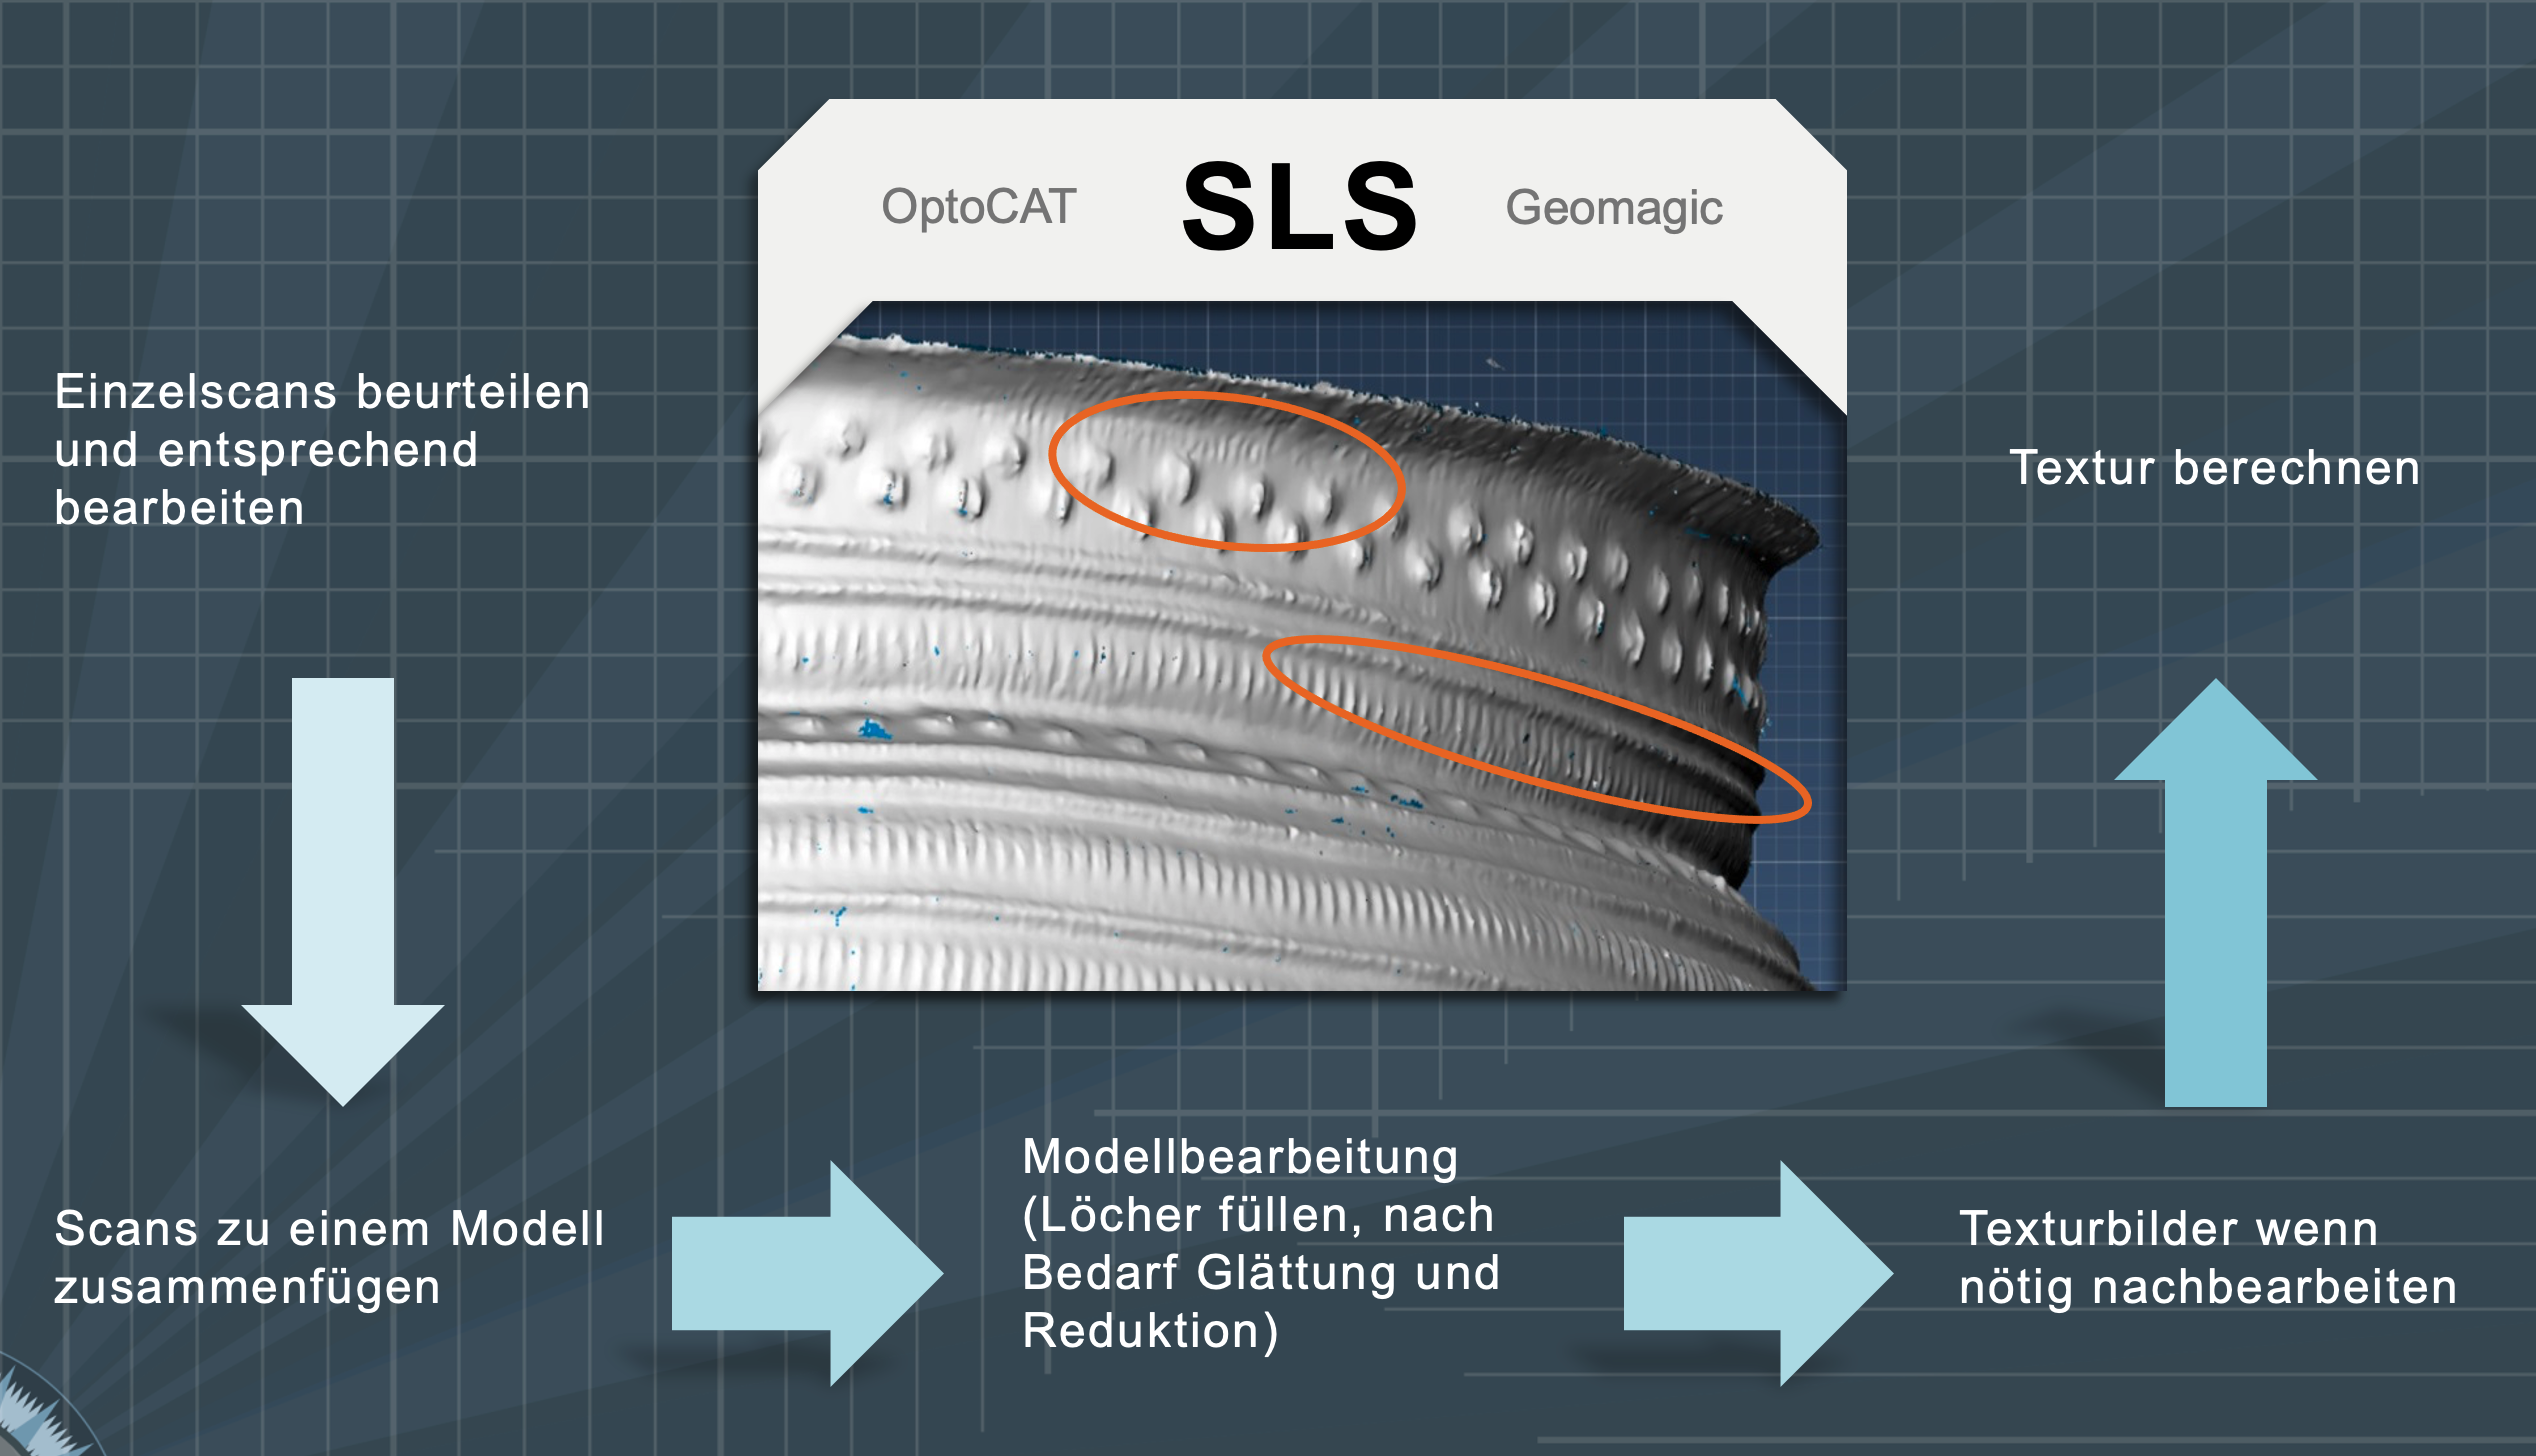 OptoCAT SLS Geomagic
Einzelscans beurteilen
und entsprechend
bearbeiten
Scans zu einem Modell
zusammenfügen
Modellbearbeitung
(Löcher füllen, nach
Bedarf Glättung und
Reduktion)
Texturbilder wenn
nötig nachbearbeiten
Textur berechnen